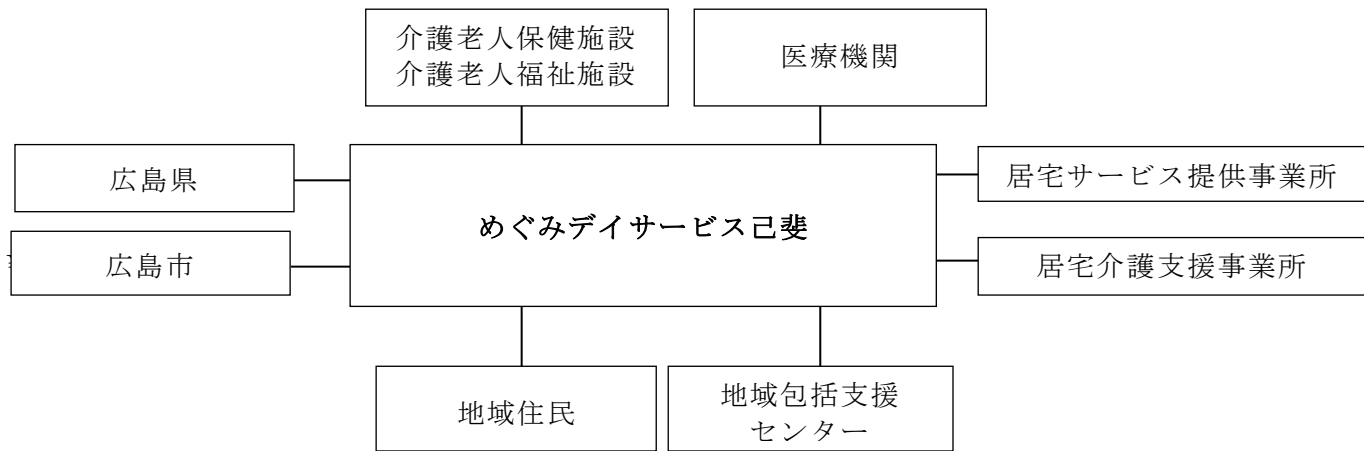 介護老人保健施設
介護老人福祉施設
医療機関
広島県
居宅サービス提供事業所
めぐみデイサービス己斐
広島市
居宅介護支援事業所
地域住民
地域包括支援
センター